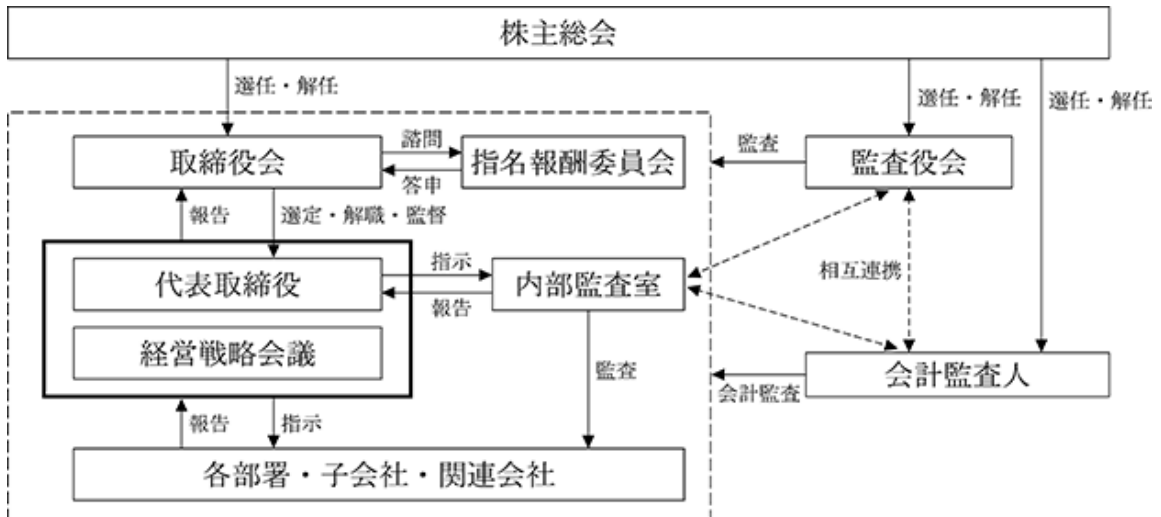 株主総会
選任・解任
選任・解任
選任・解任
取締役会
諮問
答申
指名報酬委員会
監査
監査役会
報告
選定・解職・監督
代表取締役
指示
報告
内部監査室
相互連携
経営戦略会議
監査
会計監査
会計監査人
報告
指示
各部署・子会社・関連会社